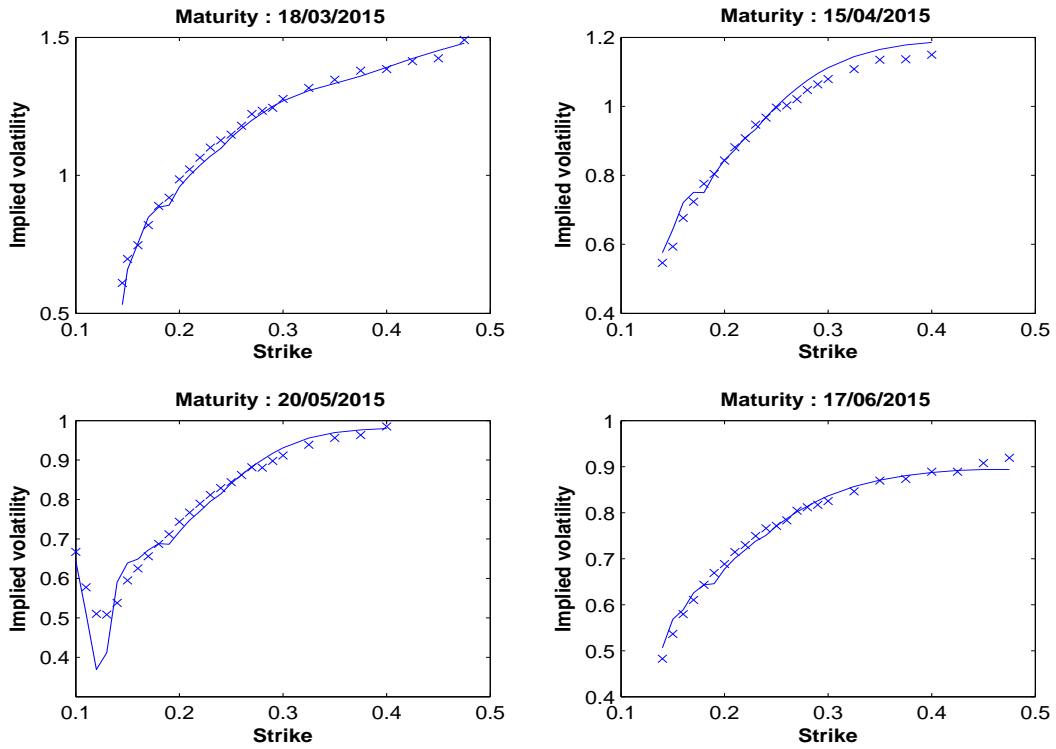 Maturity : 18/03/2015
1.5
1
0.5
Implied volatility
0.1 0.2 0.3 0.4 0.5
Strike
Maturity : 15/04/2015
1.2
1
0.8
0.6
0.4
Implied volatility
0.1 0.2 0.3 0.4 0.5
Strike
Maturity : 20/05/2015
1
0.9
0.8
0.7
0.6
0.5
0.4
Implied volatility
0.1 0.2 0.3 0.4 0.5
Strike
Maturity : 17/06/2015
1
0.9
0.8
0.7
0.6
0.5
0.4
Implied volatility
0.1 0.2 0.3 0.4 0.5
Strike